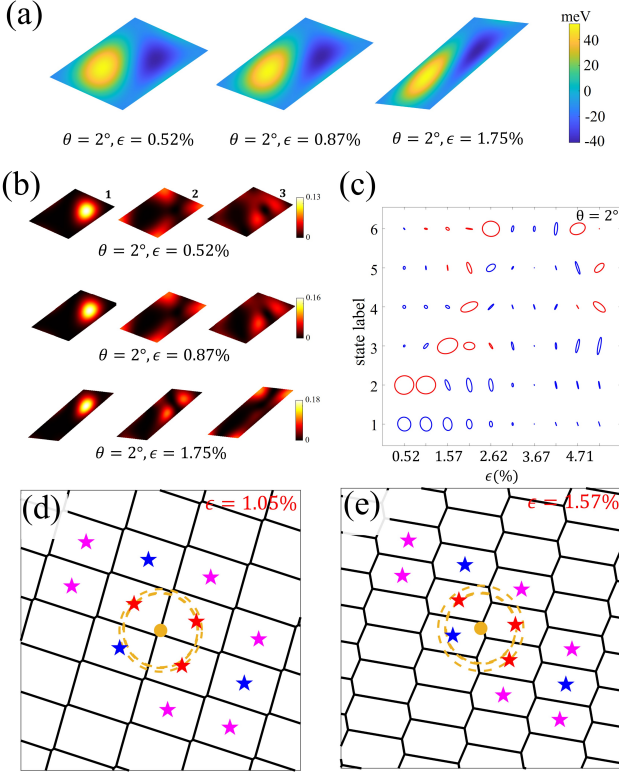 (a)
meV
40
20
0
-20
-40
θ = 2°, ϵ = 0.52%
θ = 2°, ϵ = 0.87%
θ = 2°, ϵ = 1.75%
(b)
1
2
3
0.13
0
θ = 2°, ϵ = 0.52%
0.16
0
θ = 2°, ϵ = 0.87%
0.18
0
θ = 2°, ϵ = 1.75%
(c)
θ = 2°
state label
6
5
4
3
2
1
0.52
1.57
2.62
3.67
4.71
ϵ(%)
(d)
ϵ = 1.05%
(e)
ϵ = 1.57%